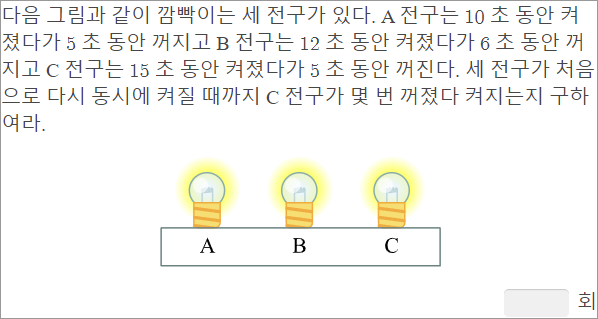 다음 그림과 같이 깜빡이는 세 전구가 있다. A 전구는 10 초 동안 켜
졌다가 5 초 동안 꺼지고 B 전구는 12 초 동안 켜졌다가 6 초 동안 꺼
지고 C 전구는 15 초 동안 켜졌다가 5 초 동안 꺼진다. 세 전구가 처음
으로 다시 동시에 켜질 때까지 C 전구가 몇 번 꺼졌다 켜지는지 구하
여라.
A B C
회